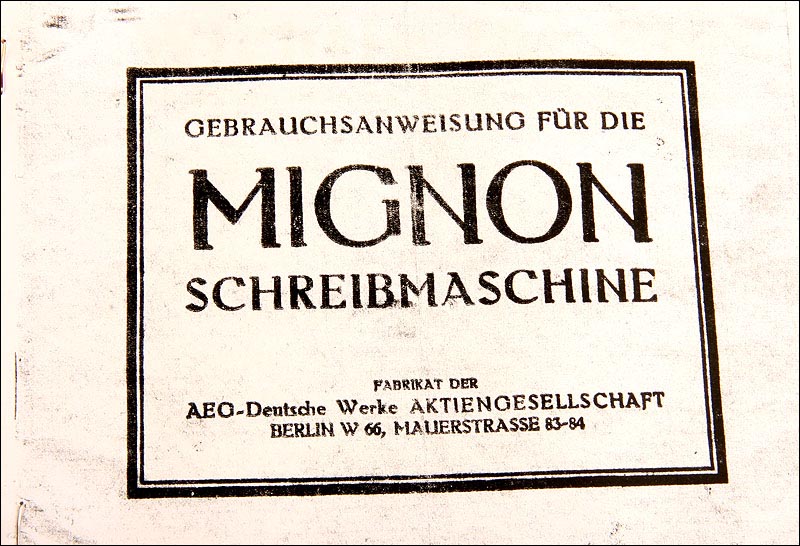 GEBRAUCHSANWEISUNG FÜR DIE
MIGNON
SCHREIBMASCHINE
FABRIKAT DER
AEG-Deutsche Werke AKTIENGESELLSCHAFT
BERLIN W 66, MAUERSTRASSE 83-84